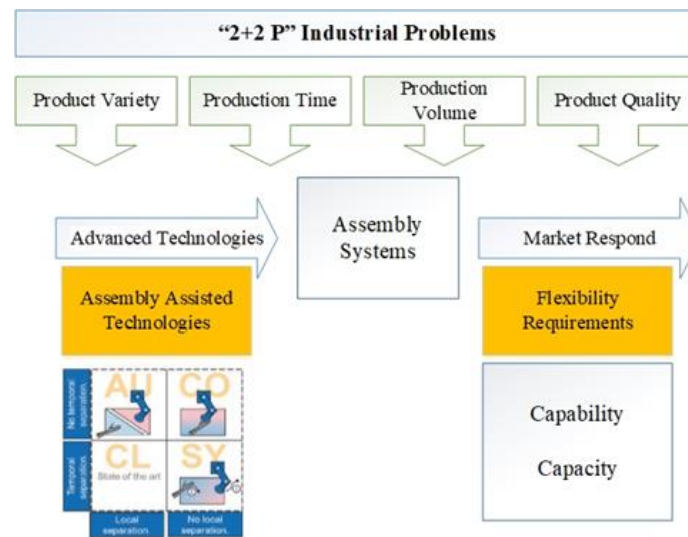 “2+2 P” Industrial Problems
Product Variety
Production Time
Production
Volume
Product Quality
Advanced Technologies
Assembly
Systems
Market Respond
Assembly Assisted
Technologies
Flexibility
Requirements
No temporal
separation.
AU
CO
Temporal
separation.
CL
State of the art
SY
Local
separation.
No local
separation.
Capability
Capacity